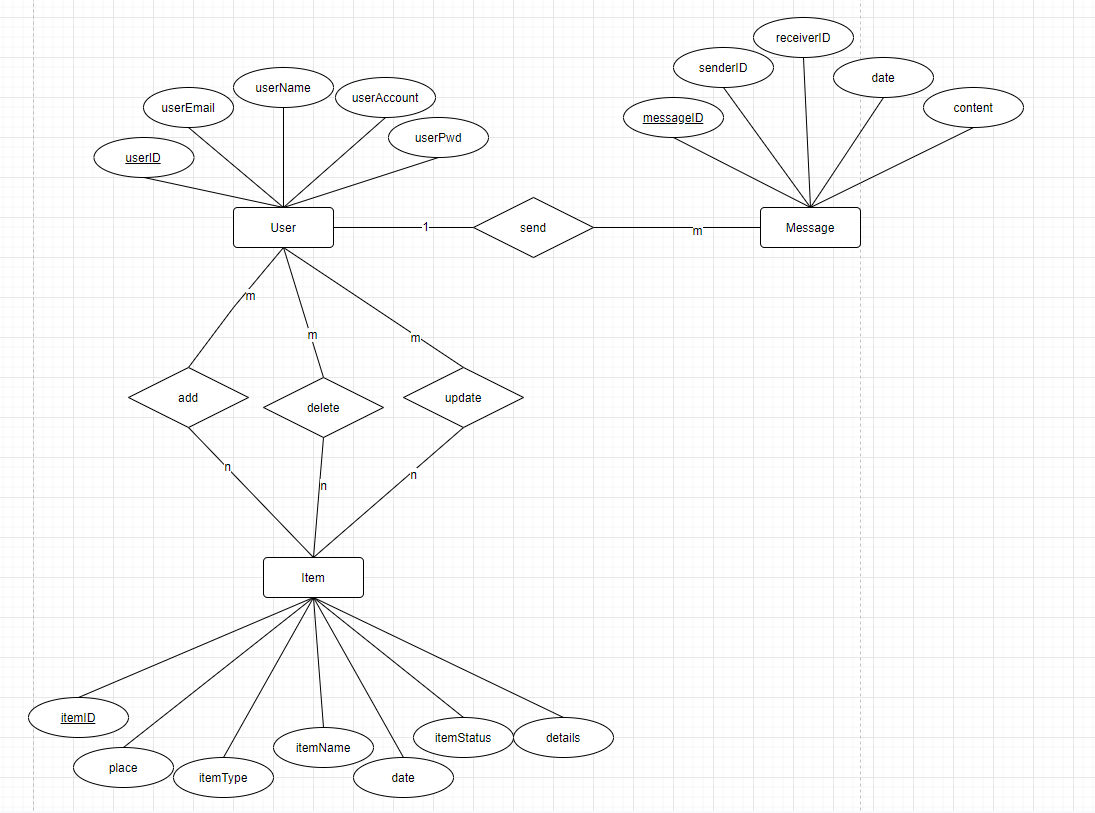 receiverID
senderID
date
userName
userAccount
userEmail
content
messageID
userPwd
userID
User
1
send
m
Message
m
m
m
add
delete
update
n
n
n
Item
itemID
itemStatus
details
itemName
place
itemType
date